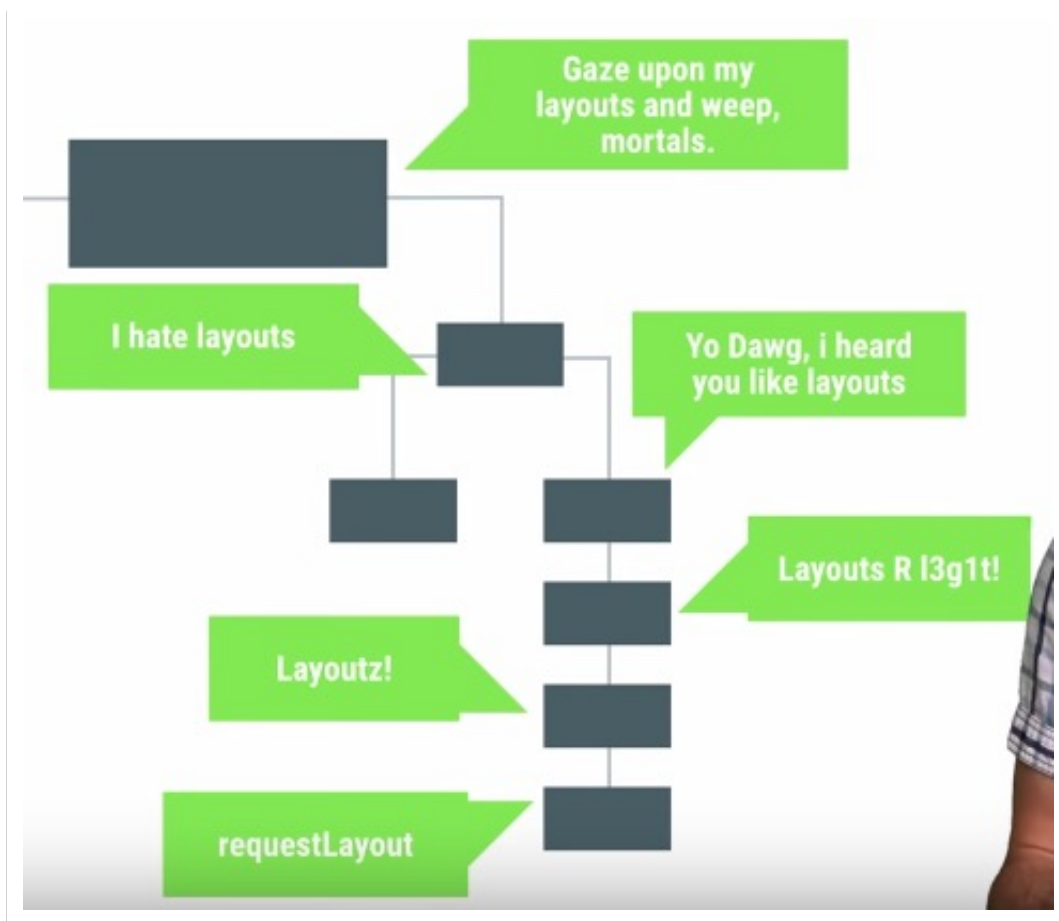 Gaze upon my
layouts and weep,
mortals.
I hate layouts
Yo Dawg, i heard
you like layouts
Layouts R l3g1t!
Layoutz!
requestLayout